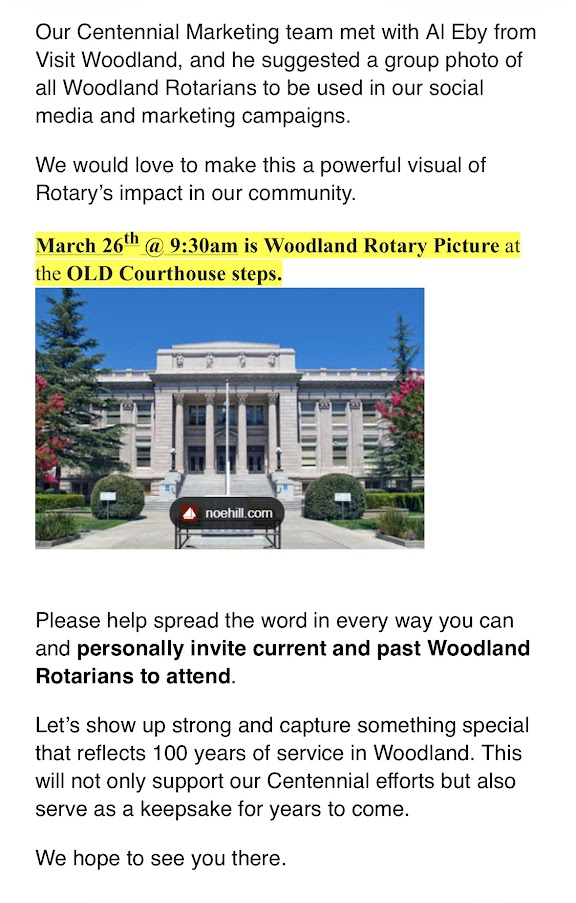 Our Centennial Marketing team met with Al Eby from
Visit Woodland, and he suggested a group photo of
all Woodland Rotarians to be used in our social
media and marketing campaigns.
We would love to make this a powerful visual of
Rotary’s impact in our community.
March 26th @ 9:30am is Woodland Rotary Picture at
the OLD Courthouse steps.
noehill.com
Please help spread the word in every way you can
and personally invite current and past Woodland
Rotarians to attend.
Let’s show up strong and capture something special
that reflects 100 years of service in Woodland. This
will not only support our Centennial efforts but also
serve as a keepsake for years to come.
We hope to see you there.